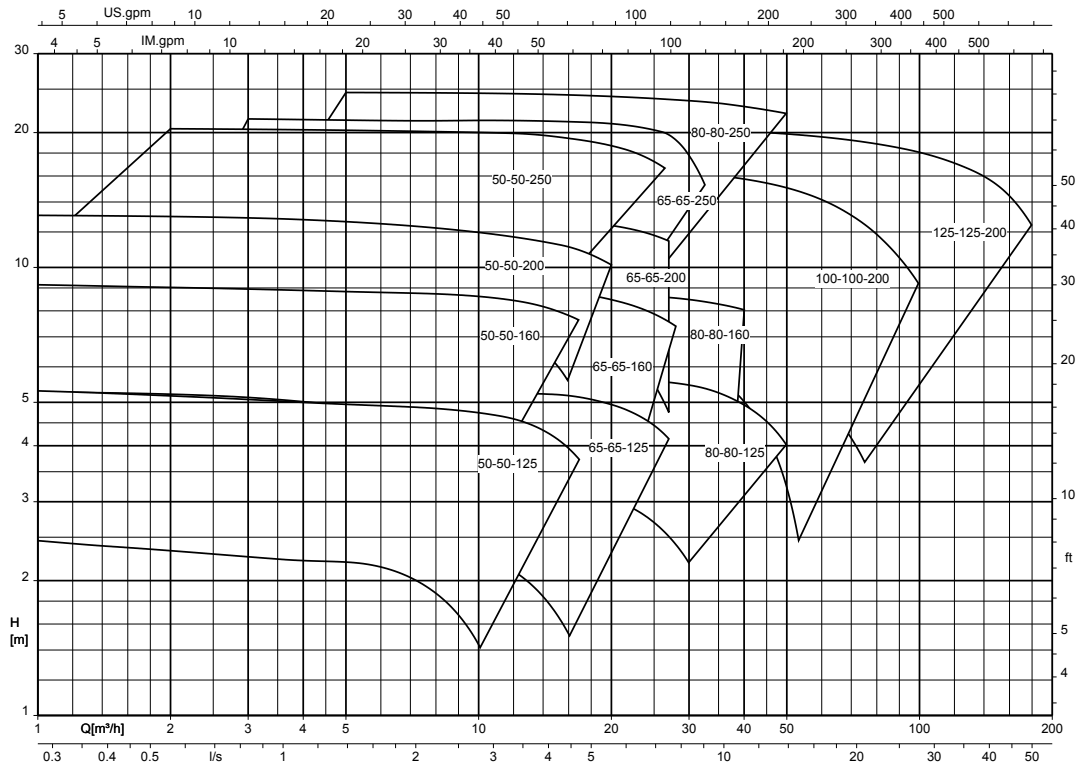 5 US.gpm 10 20 30 40 50 100 200 300 400 500
4 5 IM.gpm 10 20 30 40 50 100 200 300 400 500
30
20 80-80-250
50-50-250 50
65-65-250
125-125-200 40
10 50-50-200
65-65-200 100-100-200 30
50-50-160 80-80-160
65-65-160 20
5
4 65-65-125 80-80-125
50-50-125
3 10
2 ft
H
[m] 5
4
1
1 Q[m³/h] 2 3 4 5 10 20 30 40 50 100 200
0.3 0.4 0.5 l/s 1 2 3 4 5 10 20 30 40 50